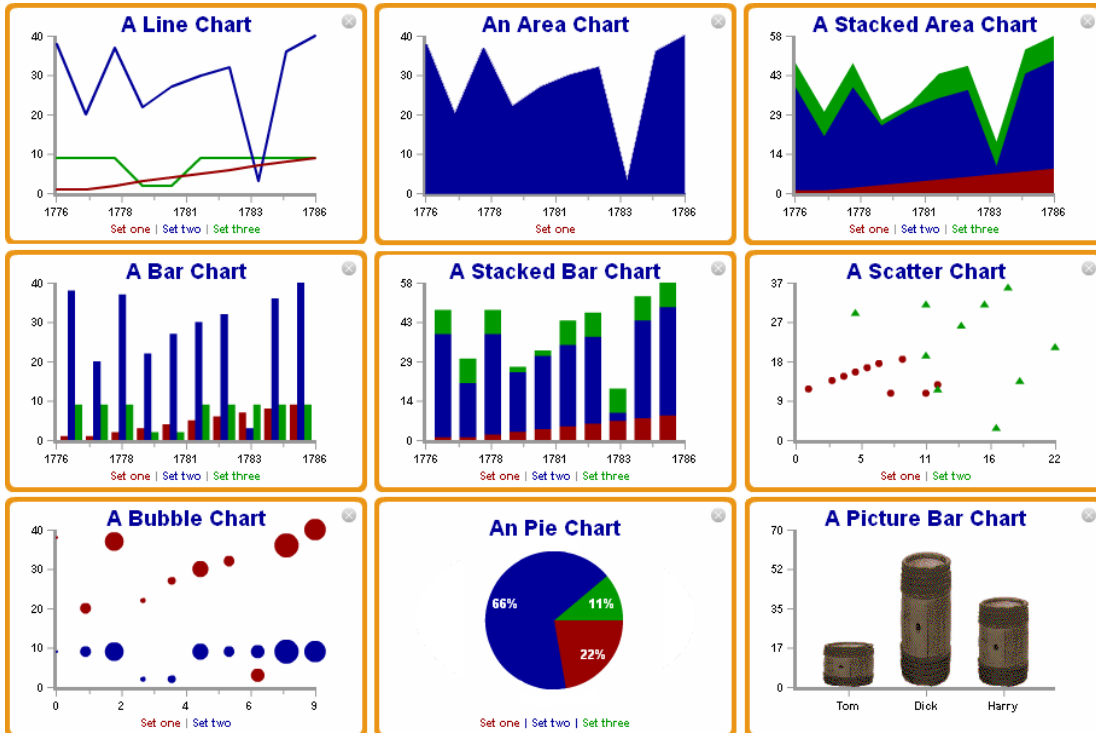 A Line Chart
40
30
20
10
0
1776 1778 1781 1783 1786
Set one | Set two | Set three
An Area Chart
40
30
20
10
0
1776 1778 1781 1783 1786
Set one
A Stacked Area Chart
58
43
29
14
0
1776 1778 1781 1783 1786
Set one | Set two | Set three
A Bar Chart
40
30
20
10
0
1776 1778 1781 1783 1786
Set one | Set two | Set three
A Stacked Bar Chart
58
43
29
14
0
1776 1778 1781 1783 1786
Set one | Set two | Set three
A Scatter Chart
37
27
18
9
0
0 5 11 16 22
Set one | Set two
A Bubble Chart
40
30
20
10
0
0 2 4 6 9
Set one | Set two
An Pie Chart
66% 11%
22%
Set one | Set two | Set three
A Picture Bar Chart
70
52
35
17
0
Tom Dick Harry